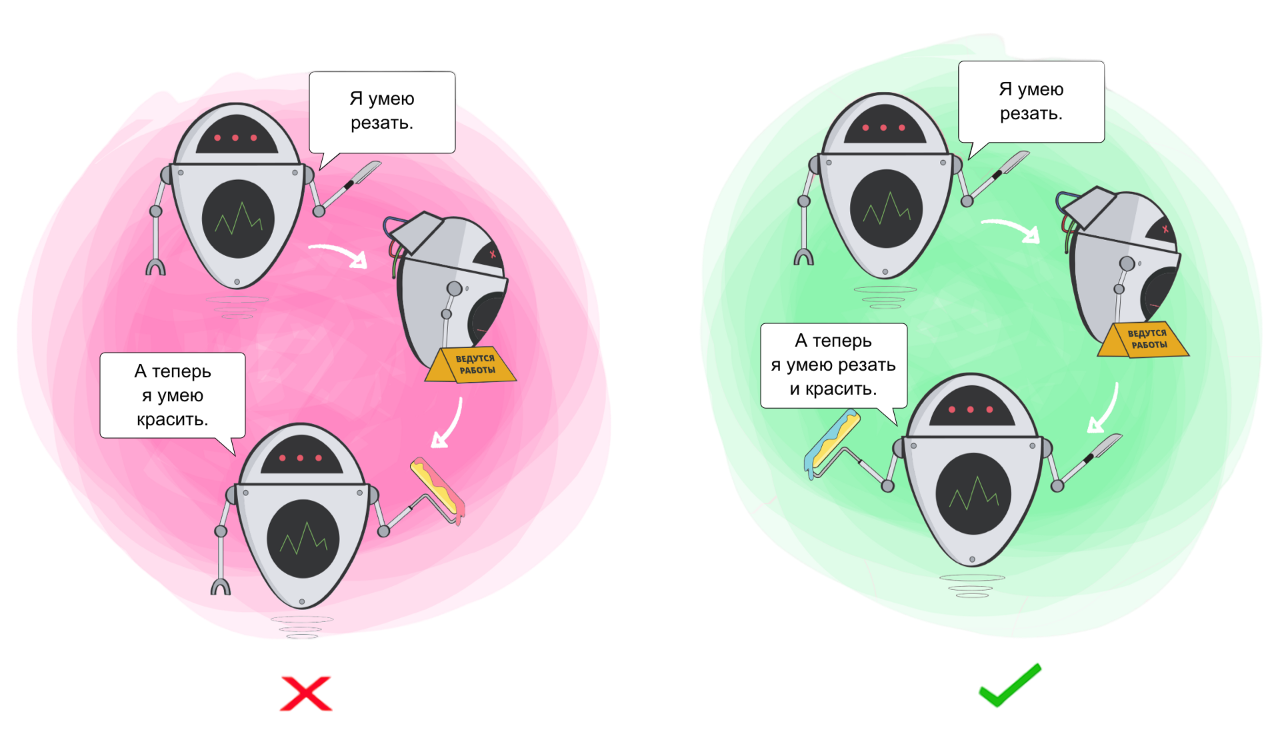 Я умею
резать.
ВЕДУТСЯ
РАБОТЫ
А теперь
я умею
красить.
Я умею
резать.
ВЕДУТСЯ
РАБОТЫ
А теперь
я умею резать
и красить.